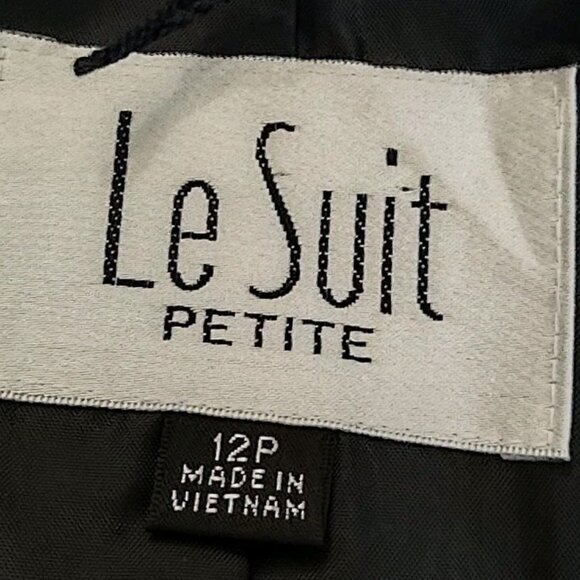 Le Suit
PETITE
12P
MADE IN
VIETNAM